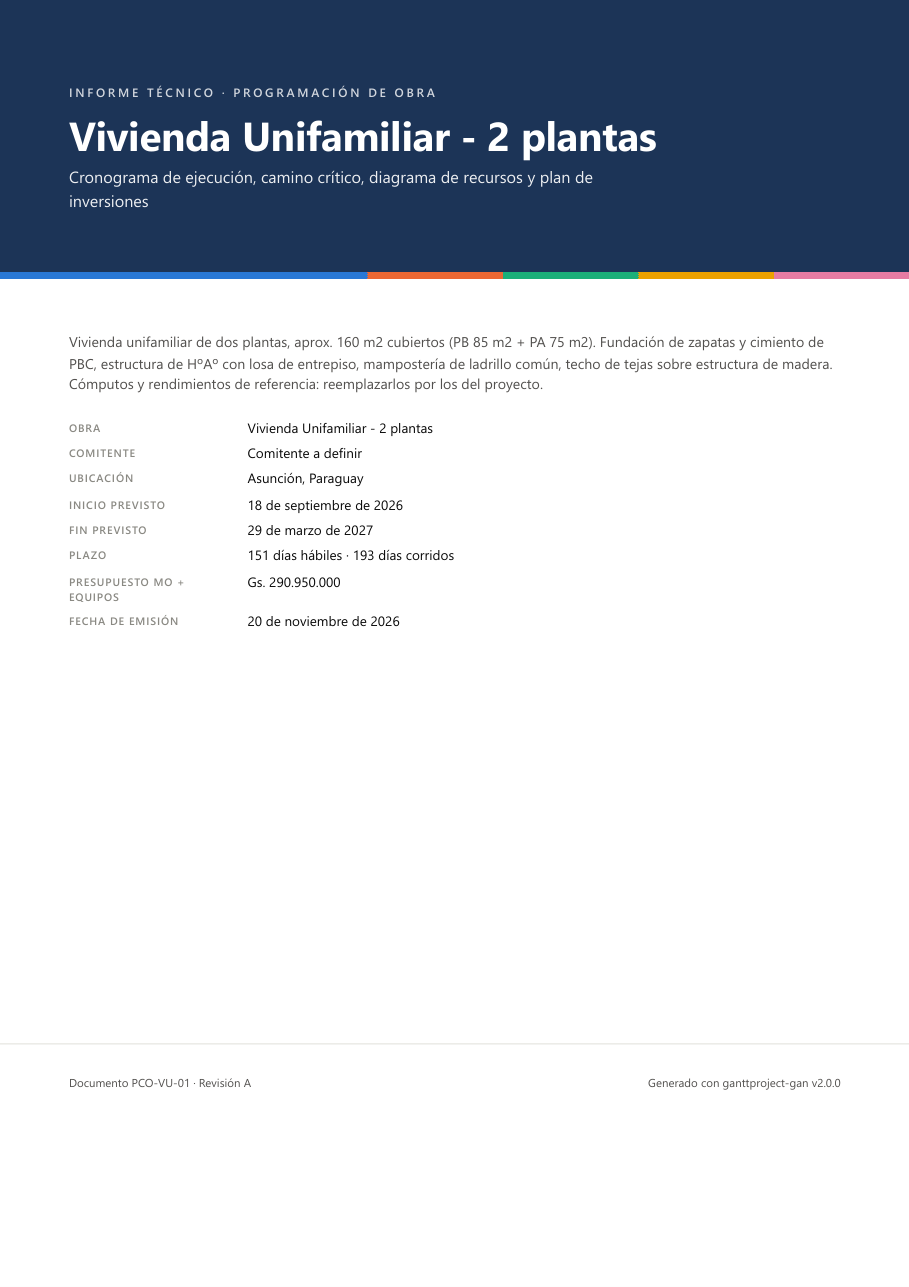 INFORME TÉCNICO · PROGRAMACIÓN DE OBRA
Vivienda Unifamiliar - 2 plantas
Cronograma de ejecución, camino crítico, diagrama de recursos y plan de
inversiones
Vivienda unifamiliar de dos plantas, aprox. 160 m2 cubiertos (PB 85 m2 + PA 75 m2). Fundación de zapatas y cimiento de
PBC, estructura de HºAº con losa de entrepiso, mampostería de ladrillo común, techo de tejas sobre estructura de madera.
Cómputos y rendimientos de referencia: reemplazarlos por los del proyecto.
OBRA Vivienda Unifamiliar - 2 plantas
COMITENTE Comitente a definir
UBICACIÓN Asunción, Paraguay
INICIO PREVISTO 18 de septiembre de 2026
FIN PREVISTO 29 de marzo de 2027
PLAZO 151 días hábiles · 193 días corridos
PRESUPUESTO MO + Gs. 290.950.000
EQUIPOS
FECHA DE EMISIÓN 20 de noviembre de 2026
Documento PCO-VU-01 · Revisión A Generado con ganttproject-gan v2.0.0